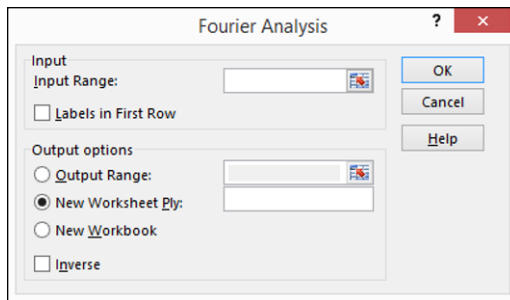 Fourier Analysis
?
Input
Input Range:
Labels in First Row
OK
Cancel
Help
Output options
Output Range:
New Worksheet Ply:
New Workbook
Inverse